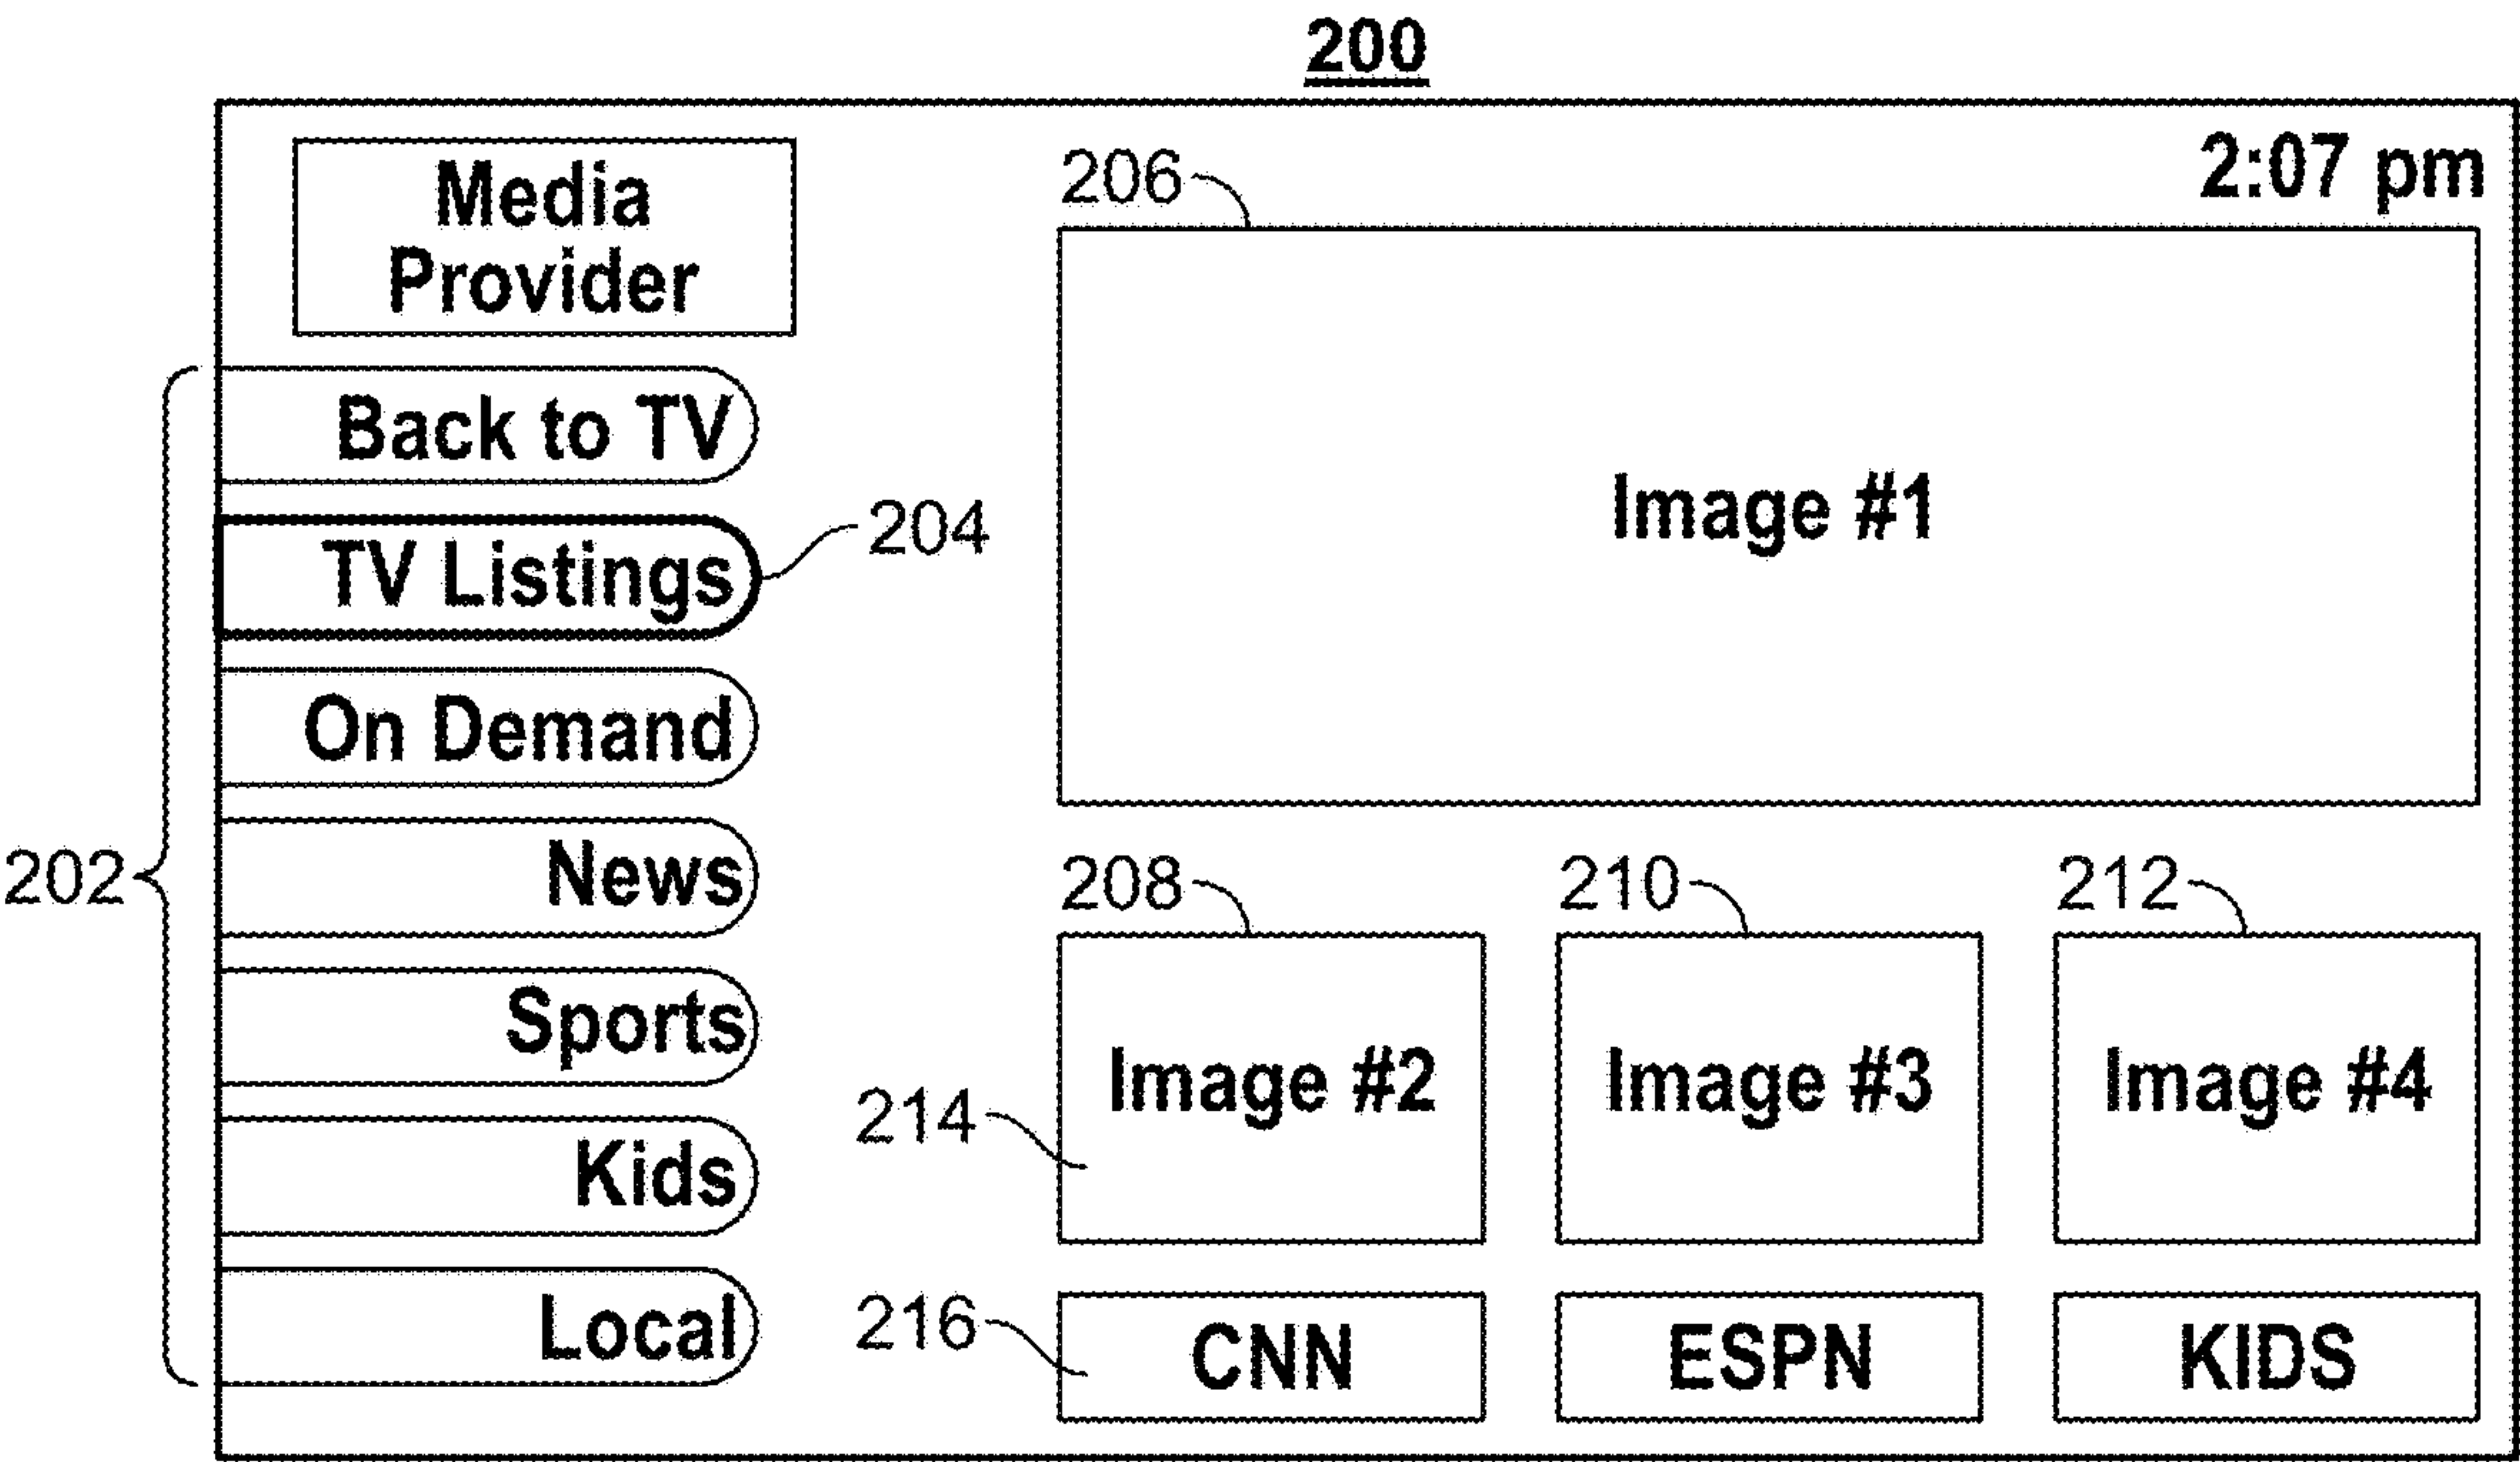 200
2:07 pm
Media
Provider
206
Back to TV
Image #1
204
TV Listings
On Demand
202
News
208
210
212
Sports
Image #2
Image #3
Image #4
214
Kids
Local
216
CNN
ESPN
KIDS